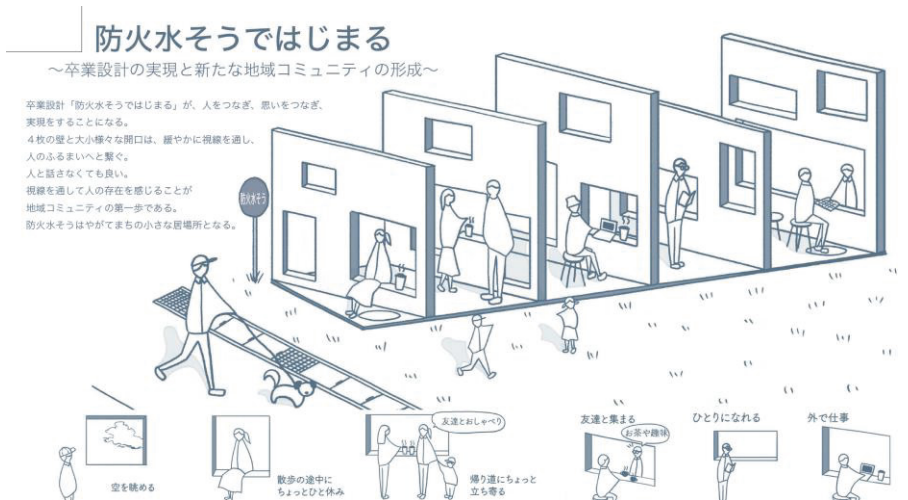 防火水そうではじまる
～卒業設計の実現と新たな地域コミュニティの形成～
卒業設計「防火水そうではじまる」が、人をつなぎ、思いをつなぎ、
実現をすることになる。
４枚の壁と大小様々な開口は、緩やかに視線を通し、
人のふるまいへと繋ぐ。
人と話さなくても良い。
視線を通して人の存在を感じることが
地域コミュニティの第一歩である。
防火水そうはやがてまちの小さな居場所となる。
防火水そう
空を眺める
散歩の途中に
ちょっとひと休み
友達とおしゃべり
帰り道にちょっと
立ち寄る
友達と集まる
お茶や趣味
ひとりになれる
外で仕事